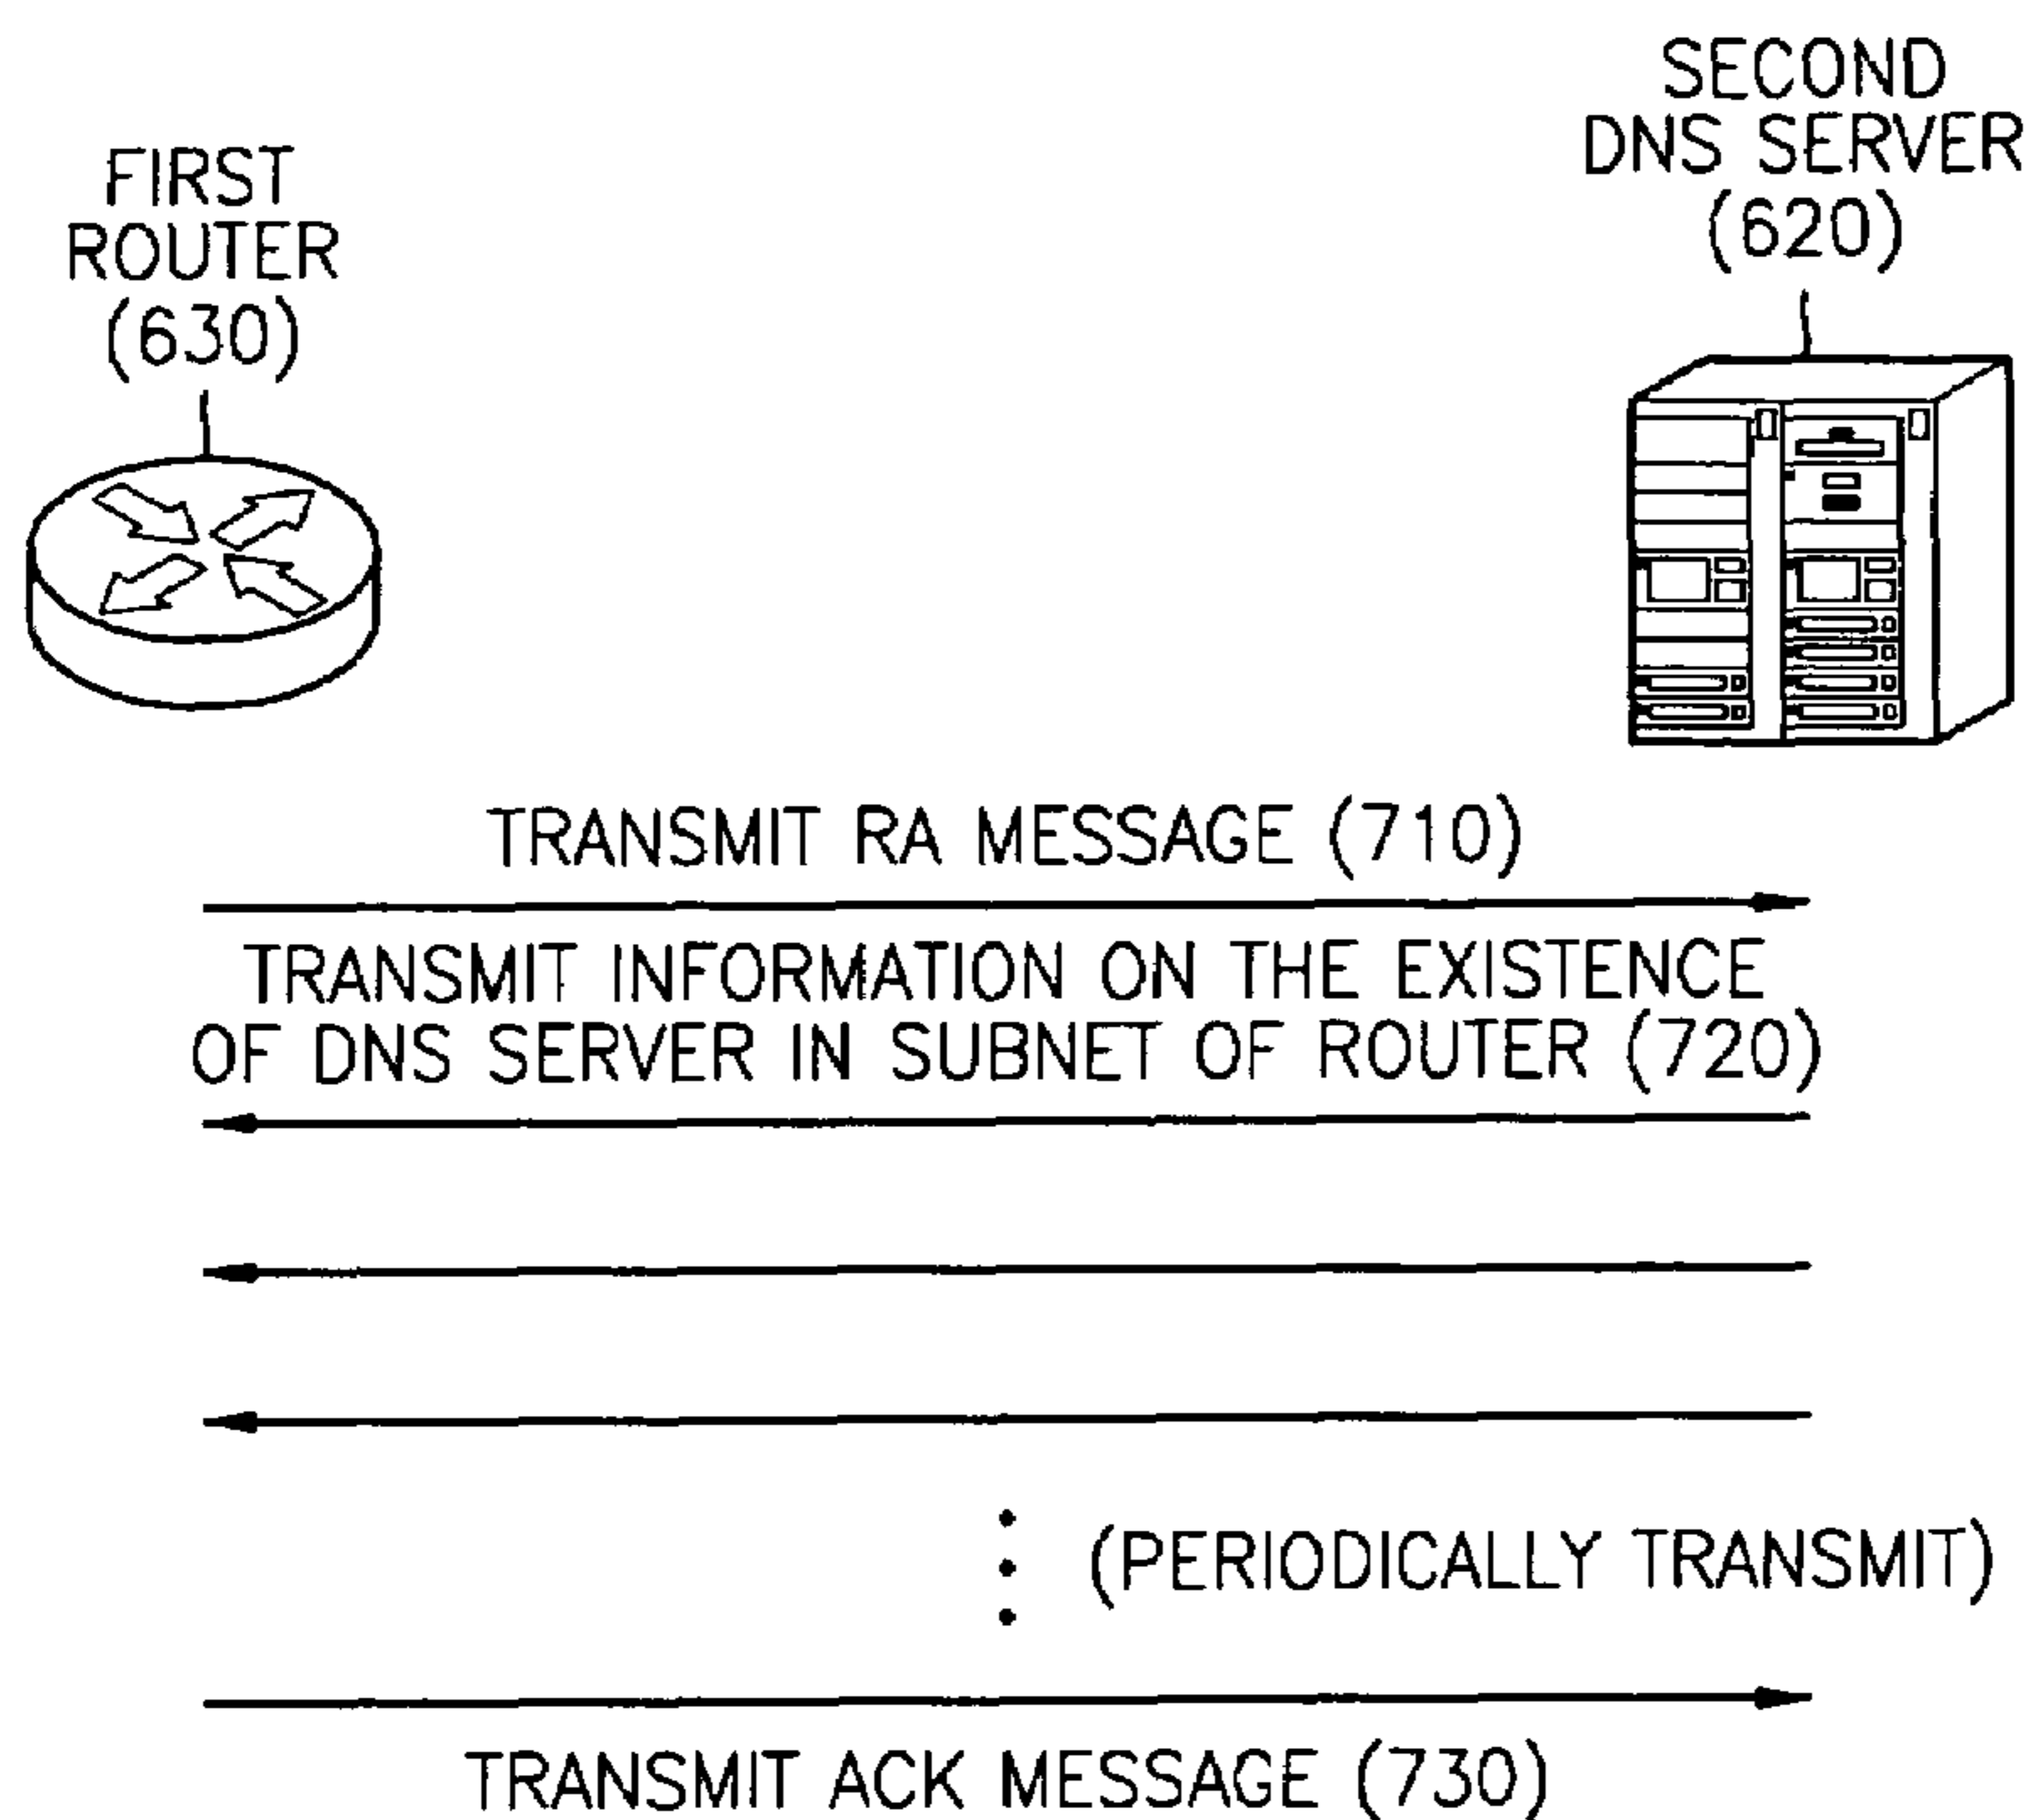 FIRST
ROUTER
(630)
SECOND
DNS SERVER
(620)
TRANSMIT RA MESSAGE (710)
TRANSMIT INFORMATION ON THE EXISTENCE
OF DNS SERVER IN SUBNET OF ROUTER (720)
(PERIODICALLY TRANSMIT)
TRANSMIT ACK MESSAGE (730)